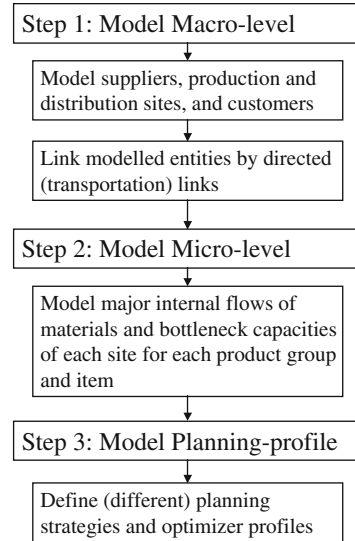 Step 1: Model Macro-level
Model suppliers, production and
distribution sites, and customers
Link modelled entities by directed
(transportation) links
Step 2: Model Micro-level
Model major internal flows of
materials and bottleneck capacities
of each site for each product group
and item
Step 3: Model Planning-profile
Define (different) planning
strategies and optimizer profiles